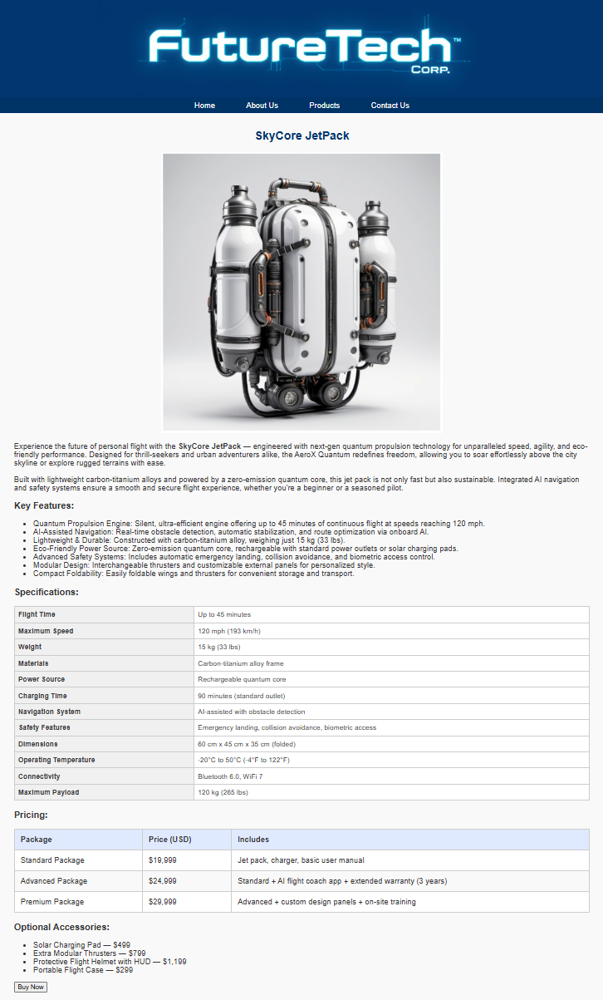 FutureTech™
CORP.
Home About Us Products Contact Us
SkyCore JetPack
Experience the future of personal flight with the SkyCore JetPack — engineered with next-gen quantum propulsion technology for unparalleled speed, agility, and eco-
friendly performance. Designed for thrill-seekers and urban adventurers alike, the AeroX Quantum redefines freedom, allowing you to soar effortlessly above the city
skyline or explore rugged terrains with ease.
Built with lightweight carbon-titanium alloys and powered by a zero-emission quantum core, this jet pack is not only fast but also sustainable. Integrated AI navigation
and safety systems ensure a smooth and secure flight experience, whether you're a beginner or a seasoned pilot.
Key Features:
• Quantum Propulsion Engine: Silent, ultra-efficient engine offering up to 45 minutes of continuous flight at speeds reaching 120 mph.
• AI-Assisted Navigation: Real-time obstacle detection, automatic stabilization, and route optimization via onboard AI.
• Lightweight & Durable: Constructed with carbon-titanium alloy, weighing just 15 kg (33 lbs).
• Eco-Friendly Power Source: Zero-emission quantum core, rechargeable with standard power outlets or solar charging pads.
• Advanced Safety Systems: Includes automatic emergency landing, collision avoidance, and biometric access control.
• Modular Design: Interchangeable thrusters and customizable external panels for personalized style.
• Compact Foldability: Easily foldable wings and thrusters for convenient storage and transport.
Specifications:
Flight Time Up to 45 minutes
Maximum Speed 120 mph (193 km/h)
Weight 15 kg (33 lbs)
Materials Carbon-titanium alloy frame
Power Source Rechargeable quantum core
Charging Time 90 minutes (standard outlet)
Navigation System AI-assisted with obstacle detection
Safety Features Emergency landing, collision avoidance, biometric access
Dimensions 60 cm x 45 cm x 35 cm (folded)
Operating Temperature -20°C to 50°C (-4°F to 122°F)
Connectivity Bluetooth 6.0, WiFi 7
Maximum Payload 120 kg (265 lbs)
Pricing:
Package Price (USD) Includes
Standard Package $19,999 Jet pack, charger, basic user manual
Advanced Package $24,999 Standard + AI flight coach app + extended warranty (3 years)
Premium Package $29,999 Advanced + custom design panels + on-site training
Optional Accessories:
• Solar Charging Pad — $499
• Extra Modular Thrusters — $799
• Protective Flight Helmet with HUD — $1,199
• Portable Flight Case — $299
Buy Now